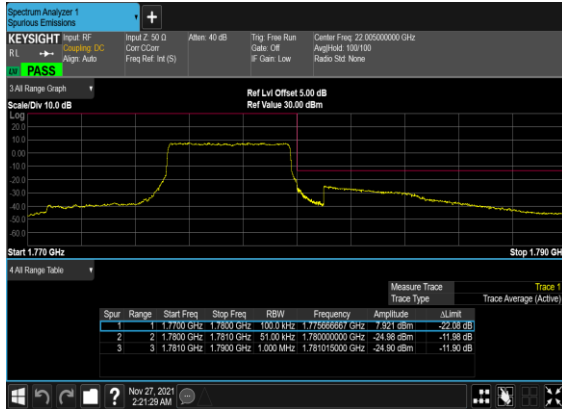 Spectrum Analyzer 1
Spurious Emissions
+
KEYSIGHT Input: RF Input Z: 50 Ω Atten: 40 dB Trig: Free Run Center Freq: 22.005000000 GHz
RL Coupling: DC Corr CCorr Gate: Off Avg|Hold: 100/100
Align: Auto Freq Ref: Int (S) IF Gain: Low Radio Std: None
PASS
3 All Range Graph
Ref Lvl Offset 5.00 dB
Scale/Div 10.0 dB Ref Value 30.00 dBm
Log
20.0
10.0
0.00
-10.0
-20.0
-30.0
-40.0
-50.0
-60.0
Start 1.770 GHz Stop 1.790 GH
4 All Range Table
Measure Trace Trace 1
Trace Type Trace Average (Active)
Spur Range Start Freq Stop Freq RBW Frequency Amplitude ΔLimit
1 1 1.7700 GHz 1.7800 GHz 100.0 kHz 1.775666667 GHz 7.921 dBm -22.08 dB
2 2 1.7800 GHz 1.7810 GHz 51.00 kHz 1.780000000 GHz -24.98 dBm -11.98 dB
3 3 1.7810 GHz 1.7900 GHz 1.000 MHz 1.781015000 GHz -24.90 dBm -11.90 dB
? Nov 27, 2021
2:21:29 AM